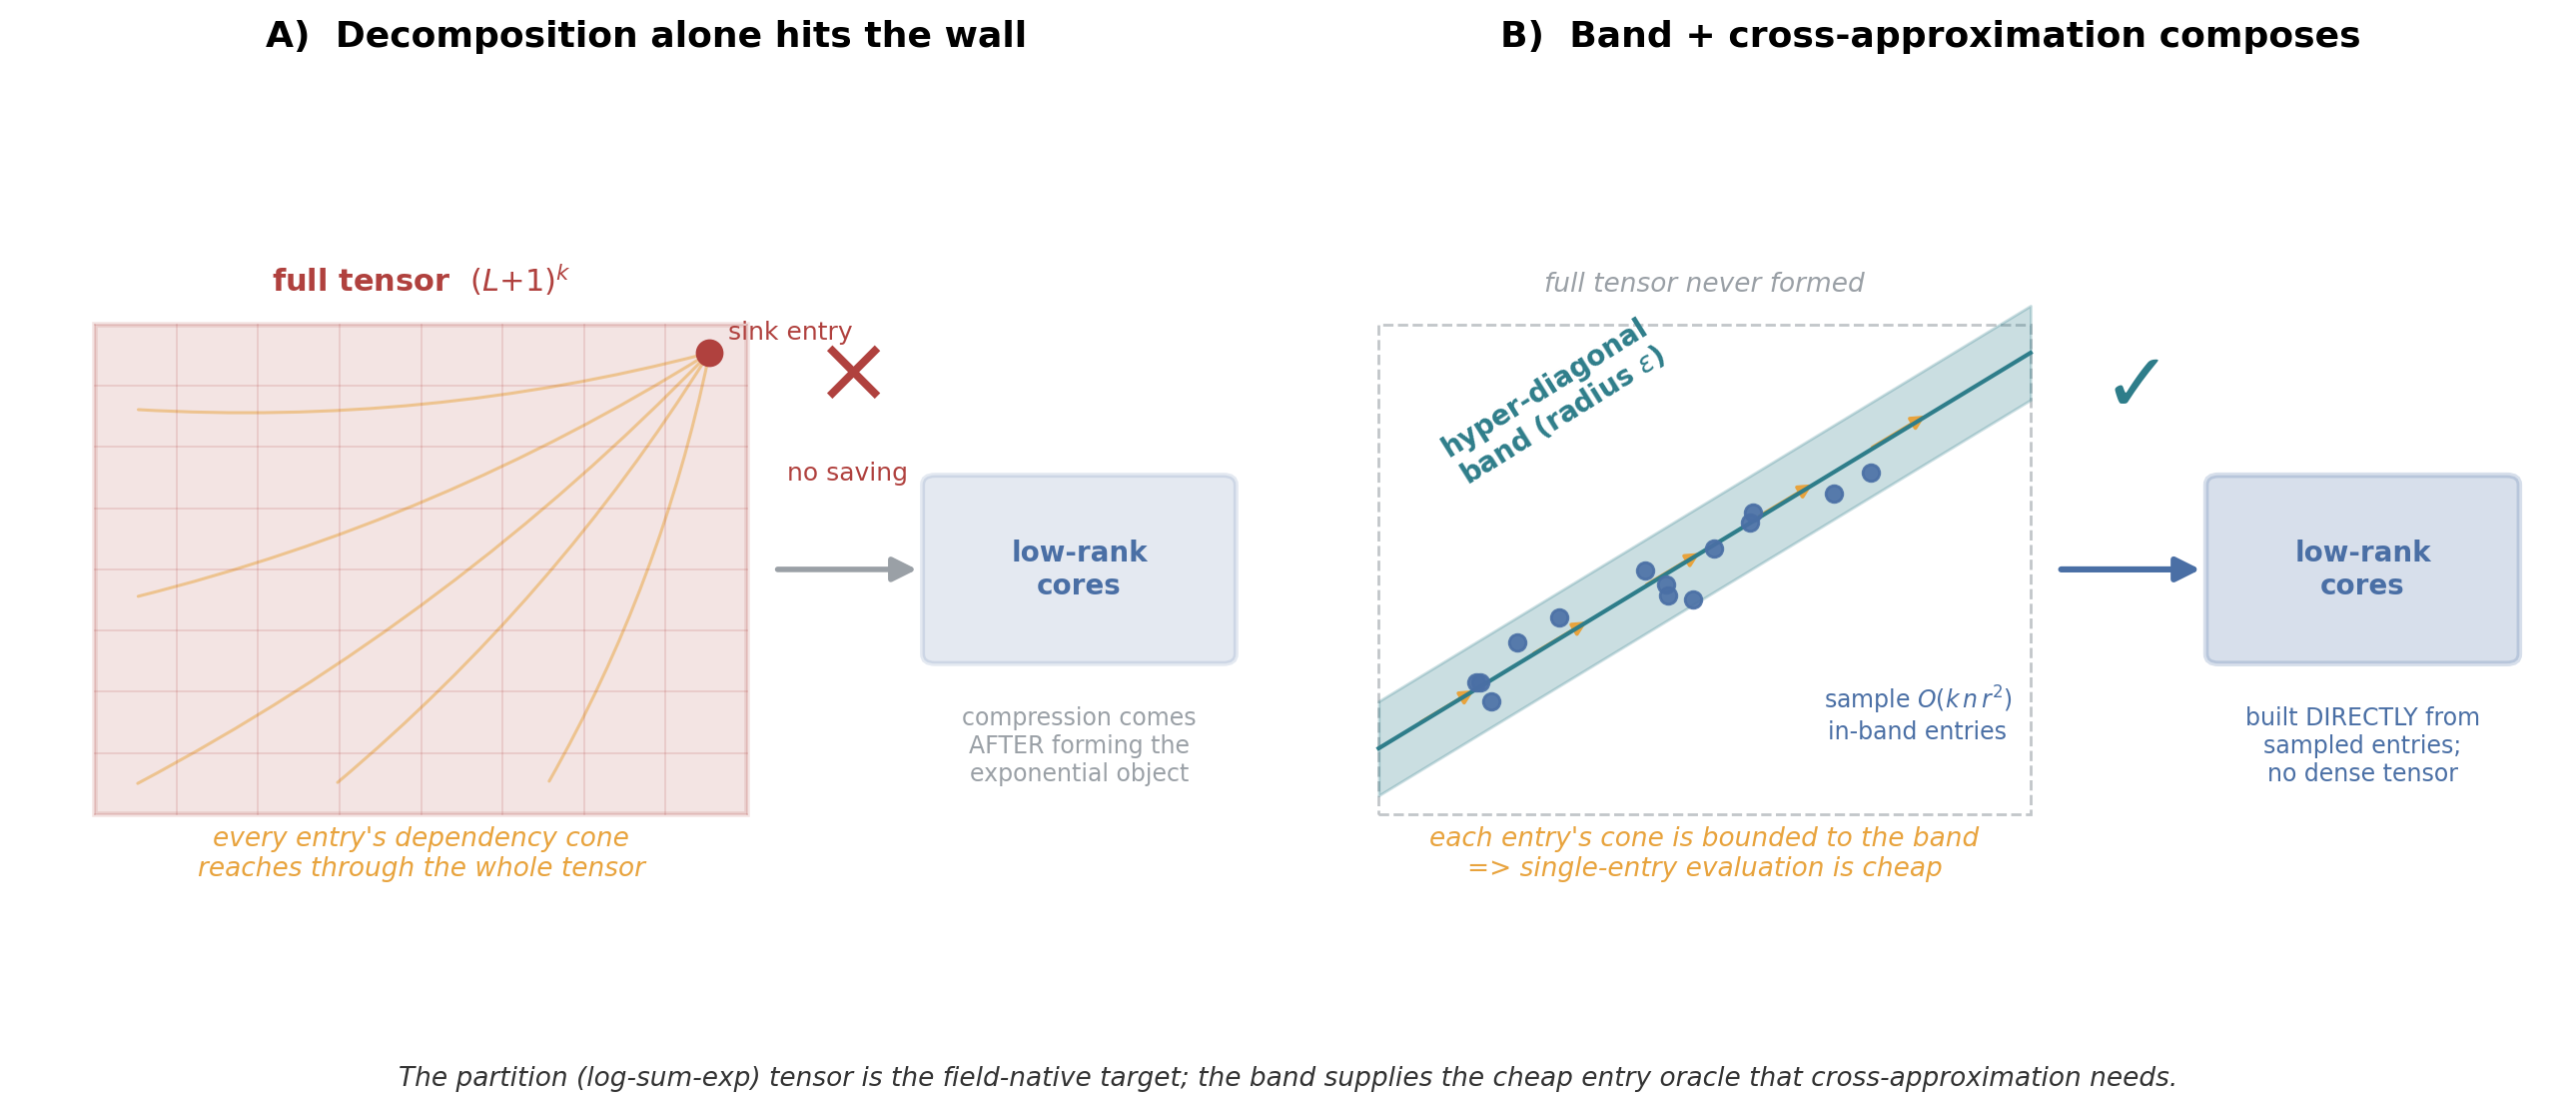 A)  Decomposition alone hits the wall
full tensor  (L+1)^k
sink entry
no saving
low-rank
cores
compression comes
AFTER forming the
exponential object
every entry's dependency cone
reaches through the whole tensor
B)  Band + cross-approximation composes
full tensor never formed
hyper-diagonal
band (radius ε)
✓
sample O(k n r²)
in-band entries
low-rank
cores
built DIRECTLY from
sampled entries;
no dense tensor
each entry's cone is bounded to the band
=> single-entry evaluation is cheap
The partition (log-sum-exp) tensor is the field-native target; the band supplies the cheap entry oracle that cross-approximation needs.